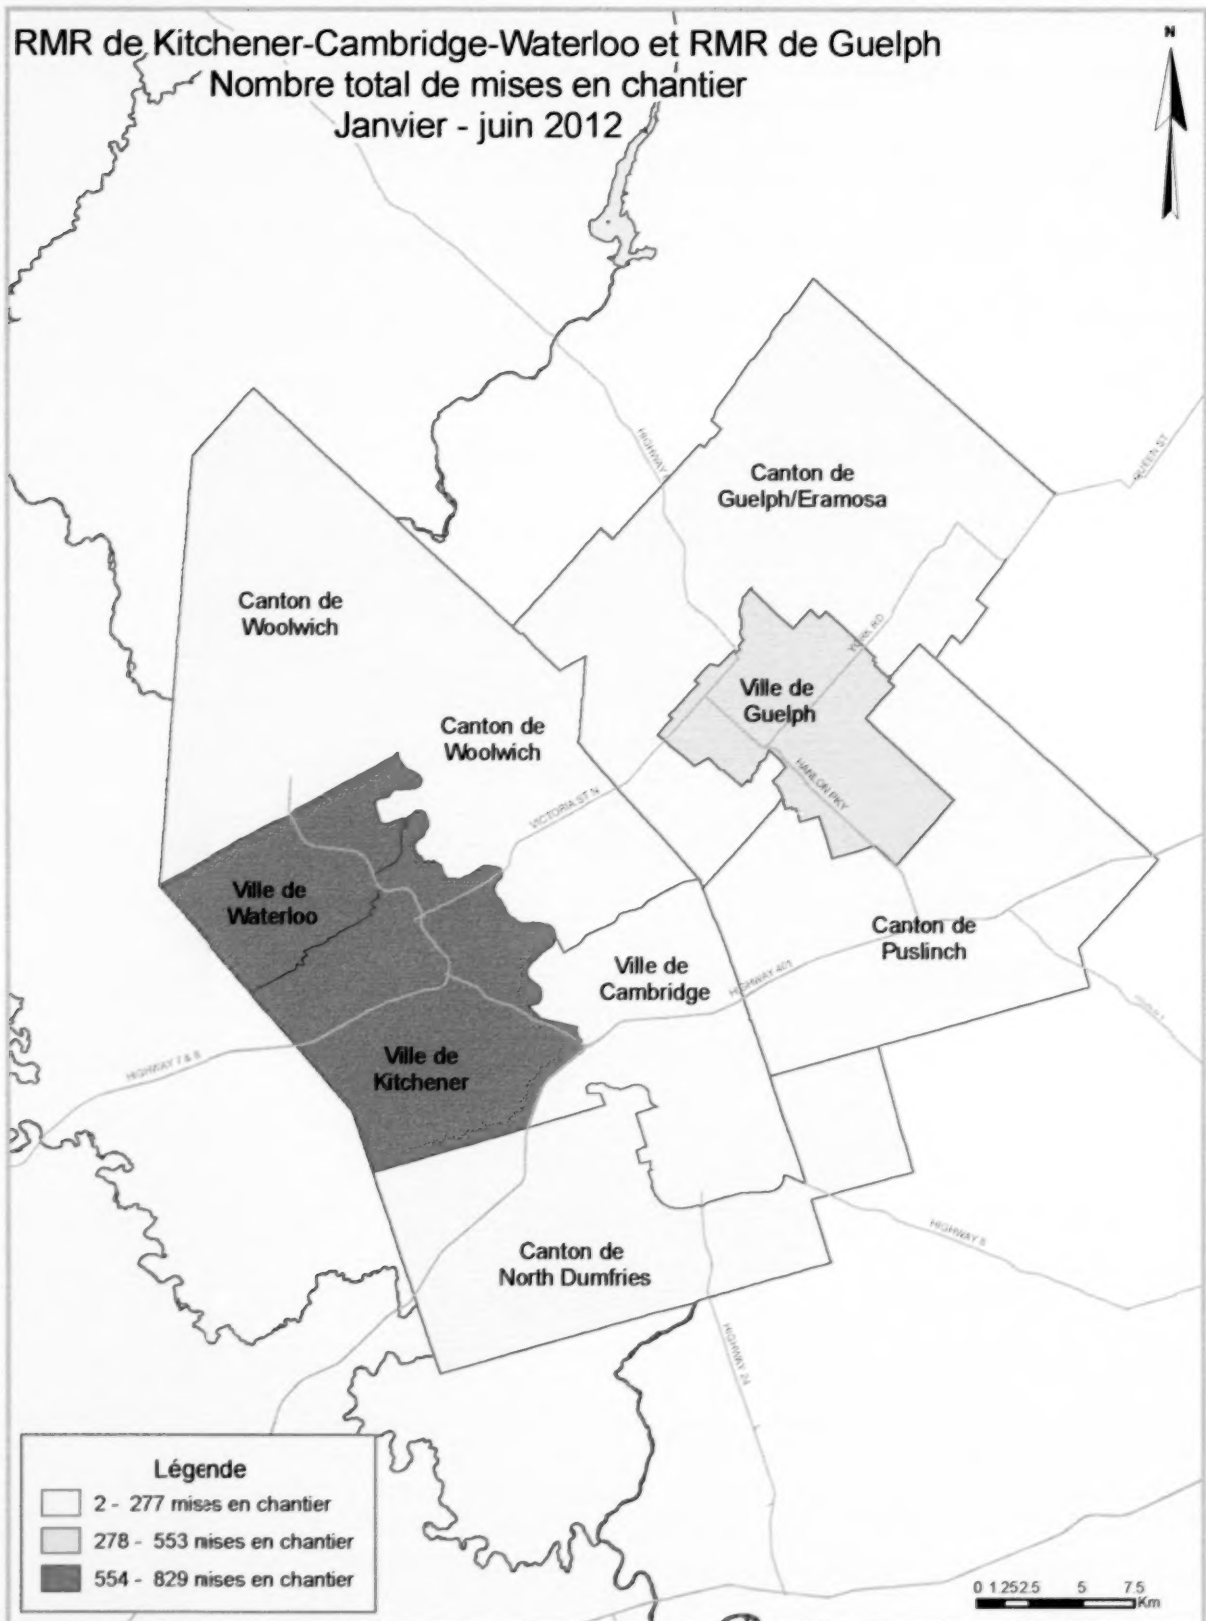 RMR de Kitchener-Cambridge-Waterloo et RMR de Guelph
Nombre total de mises en chantier
Janvier - juin 2012
N
HIGHWAY
QUEEN ST
Canton de
Guelph/Eramosa
Canton de
Woolwich
YORK RD
Ville de
Guelph
Canton de
Woolwich
HANLON PKY
VICTORIA ST N
Ville de
Waterloo
Canton de
Puslinch
Ville de
Cambridge
HIGHWAY 401
Ville de
Kitchener
HIGHWAY 7 & 8
HIGHWAY 8
Canton de
North Dumfries
HIGHWAY 24
Légende
2 - 277 mises en chantier
278 - 553 mises en chantier
554 - 829 mises en chantier
0 1.252.5 5 7.5
Km